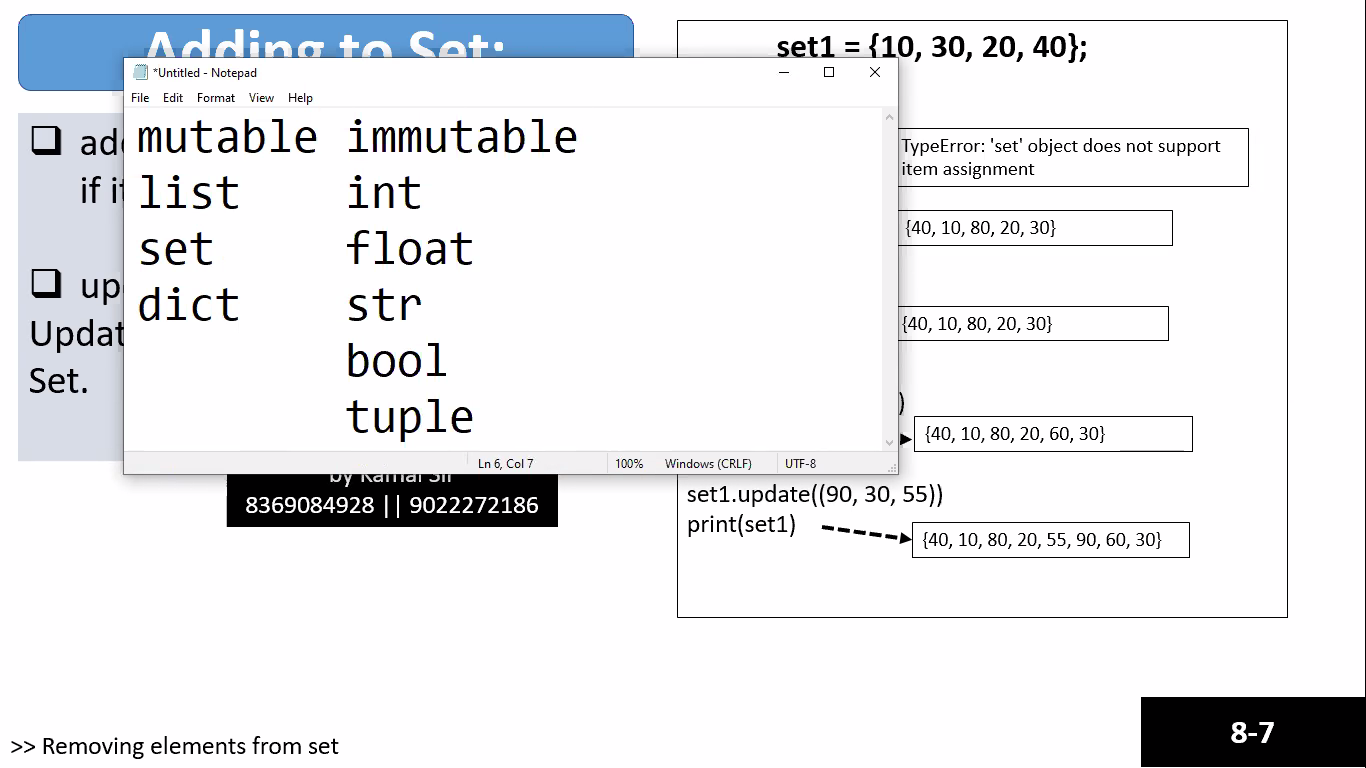 Adding to Set:
*Untitled - Notepad
File Edit Format View Help
mutable immutable
list int
set float
dict str
bool
tuple
Ln 6, Col 7 100% Windows (CRLF) UTF-8
if
Updat
Set.
by Kamal Sir
8369084928 || 9022272186
set1 = {10, 30, 20, 40};
TypeError: 'set' object does not support
item assignment
{40, 10, 80, 20, 30}
{40, 10, 80, 20, 30}
)
{40, 10, 80, 20, 60, 30}
set1.update((90, 30, 55))
print(set1)
{40, 10, 80, 20, 55, 90, 60, 30}
>> Removing elements from set
8-7